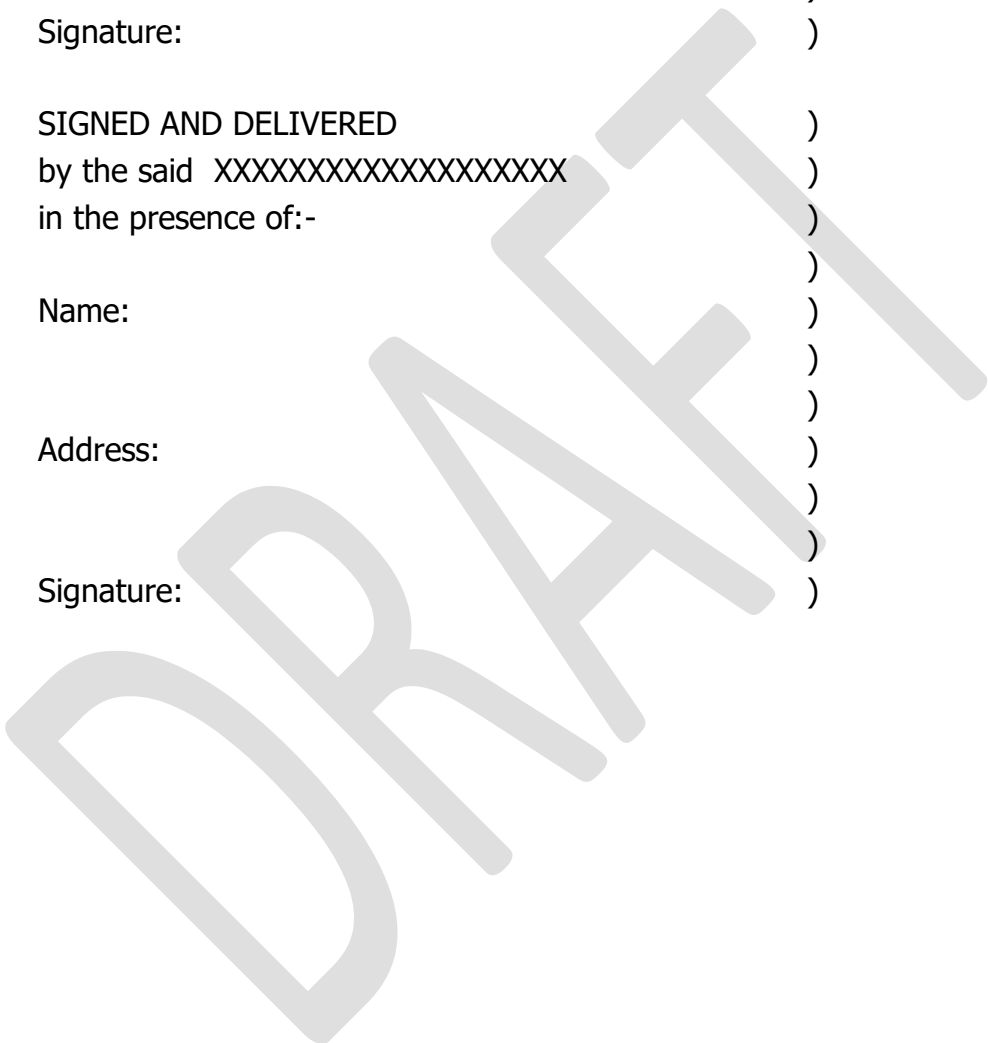 )
Signature: )
SIGNED AND DELIVERED )
by the said XXXXXXXXXXXXXXXXXXX )
in the presence of:- )
)
Name: )
)
)
Address: )
)
)
Signature: )
DRAFT